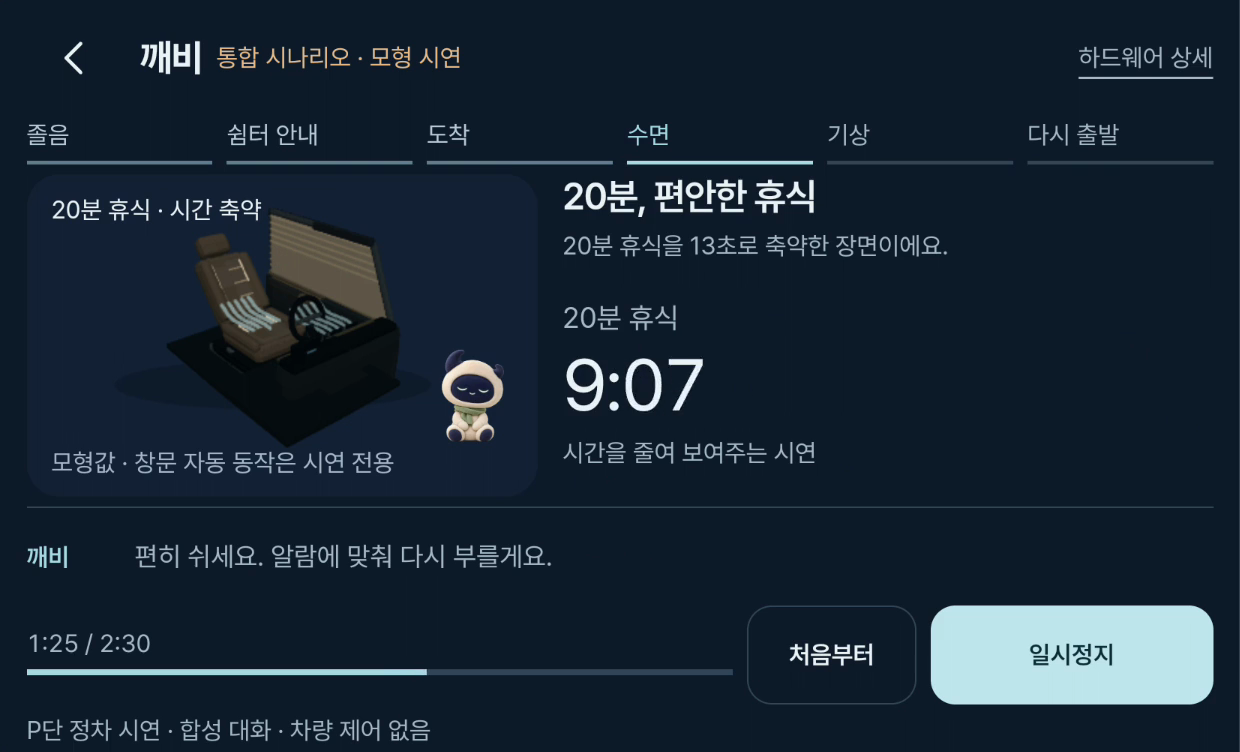 깨비 통합 시나리오 · 모형 시연
하드웨어 상세
졸음
쉼터 안내
도착
수면
기상
다시 출발
20분 휴식 · 시간 축약
모형값 · 창문 자동 동작은 시연 전용
20분, 편안한 휴식
20분 휴식을 13초로 축약한 장면이에요.
20분 휴식
9:07
시간을 줄여 보여주는 시연
깨비 편히 쉬세요. 알람에 맞춰 다시 부를게요.
1:25 / 2:30
처음부터
일시정지
P단 정차 시연 · 합성 대화 · 차량 제어 없음